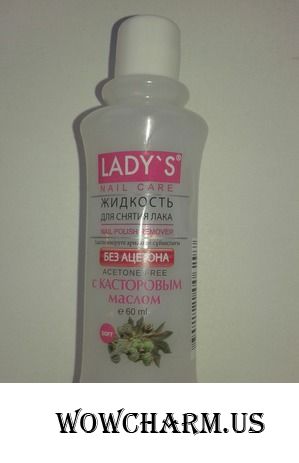 LADY`S®
NAIL CARE
ЖИДКОСТЬ
ДЛЯ СНЯТИЯ ЛАКА
NAIL POLISH REMOVER
БЕЗ АЦЕТОНА
ACETONE FREE
С КАСТОРОВЫМ
маслом
℮ 60 ml
SOFT
WOWCHARM.US